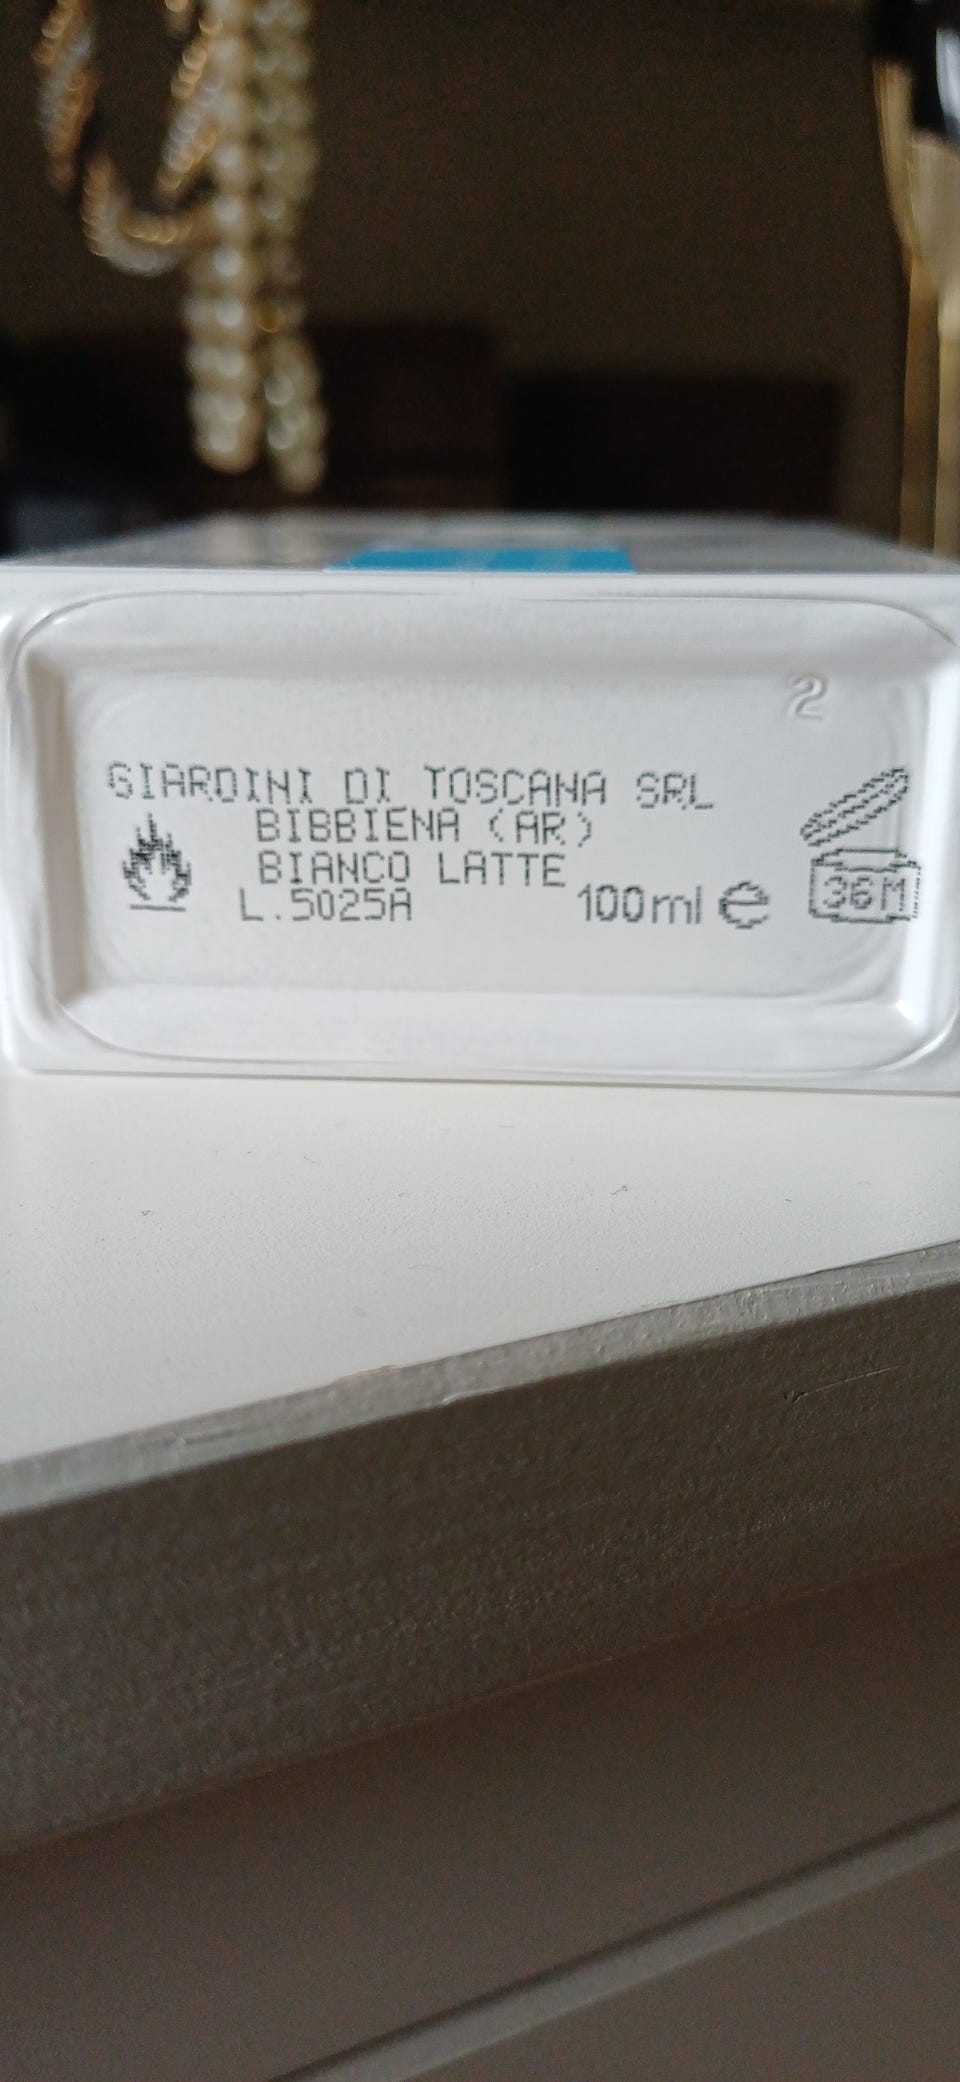 2
GIARDINI DI TOSCANA SRL
BIBBIENA (AR)
BIANCO LATTE
L.5025A 100ml e
36M